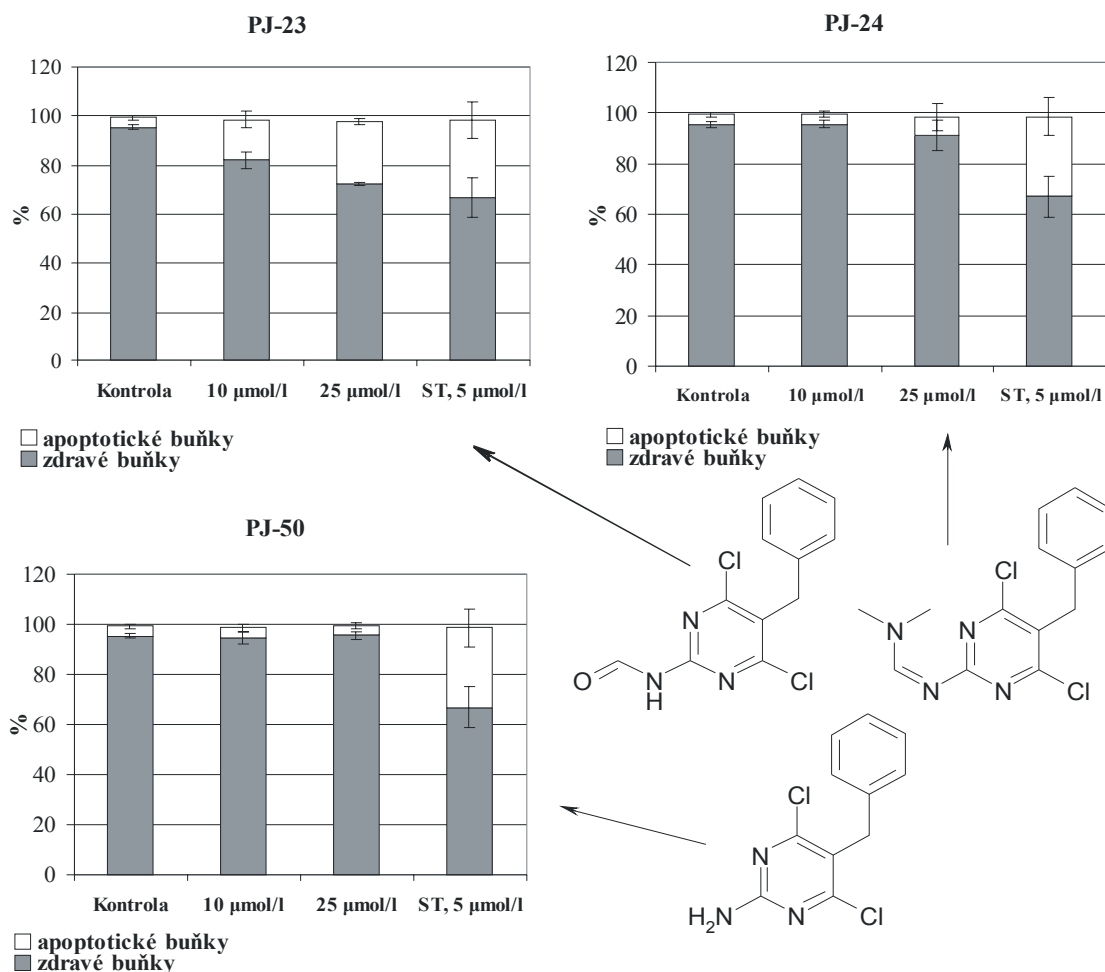 PJ-23
120
100
80
60
40
20
0
%
Kontrola 10 µmol/l 25 µmol/l ST, 5 µmol/l
apoptotické buňky
zdravé buňky
PJ-24
120
100
80
60
40
20
0
%
Kontrola 10 µmol/l 25 µmol/l ST, 5 µmol/l
apoptotické buňky
zdravé buňky
PJ-50
120
100
80
60
40
20
0
%
Kontrola 10 µmol/l 25 µmol/l ST, 5 µmol/l
apoptotické buňky
zdravé buňky
Cl
N
O
N
H
N
Cl
Cl
N
N
N
N
Cl
Cl
N
H₂N
N
Cl